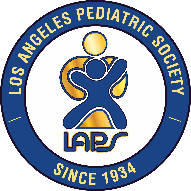 LOS ANGELES PEDIATRIC SOCIETY
LAPS
SINCE 1934